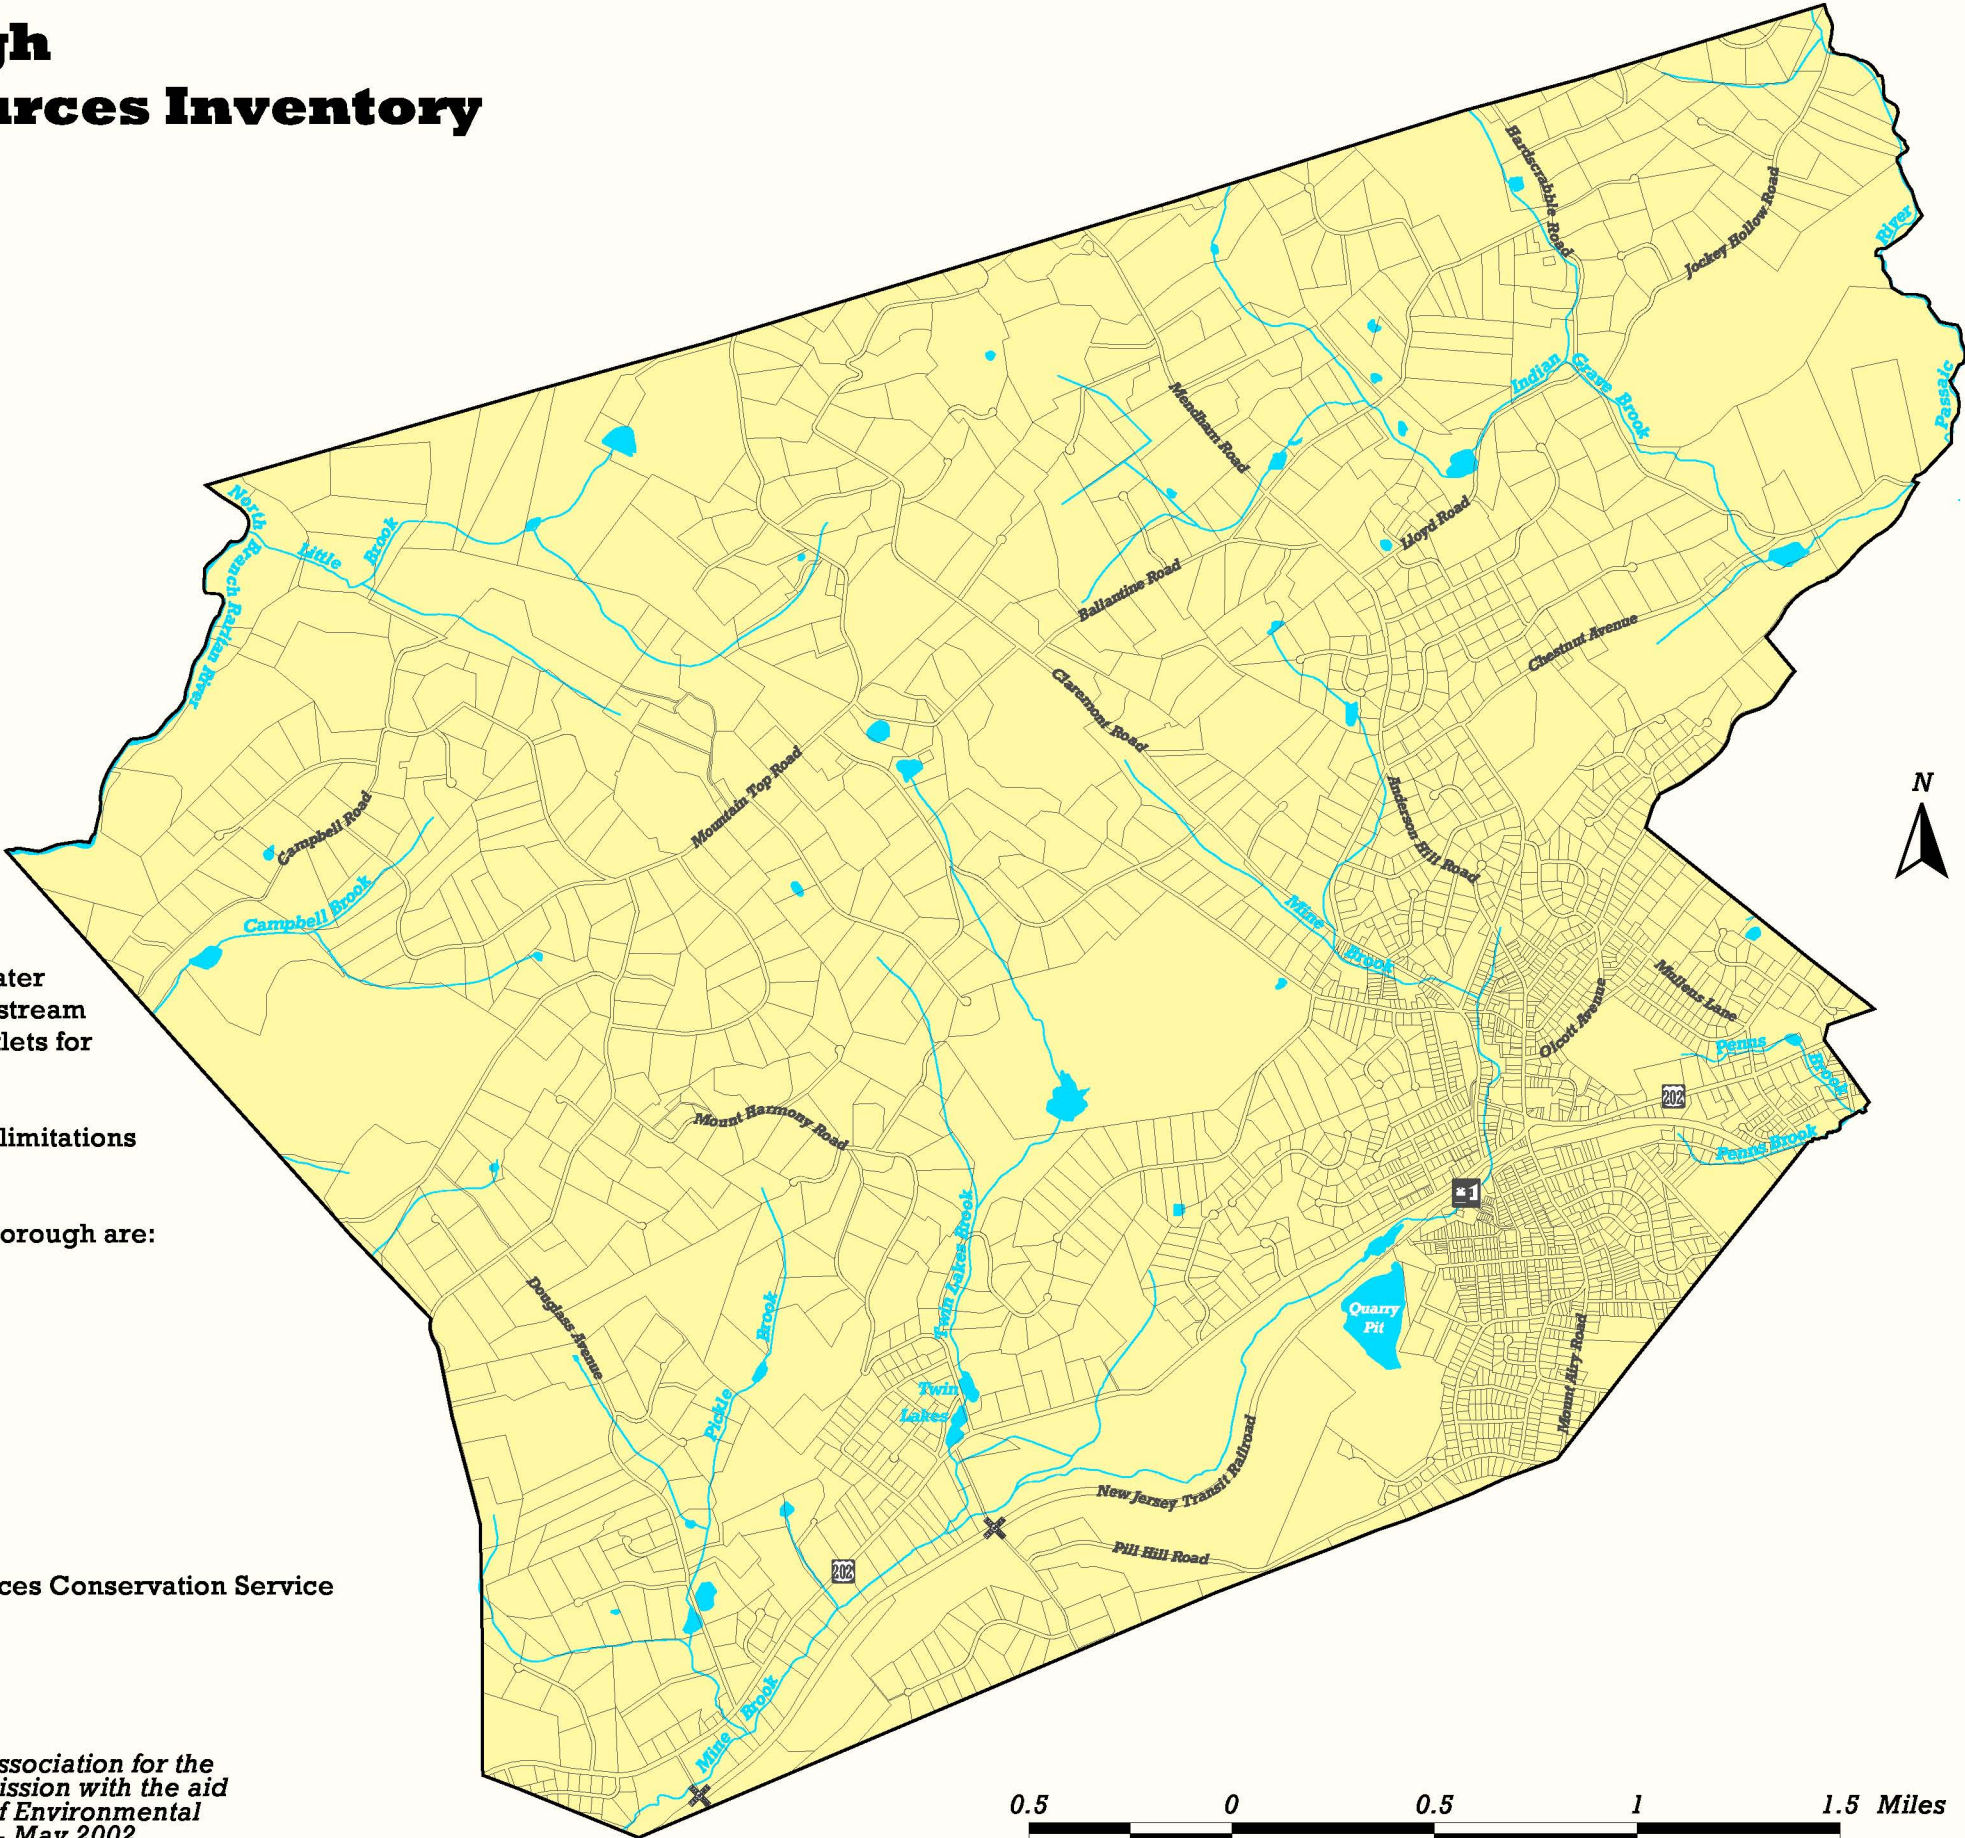 gh
urces Inventory
Hardscrabble Road
Jockey Hollow Road
River
Passaic
Indian
Grave Brook
Mendham Road
Lloyd Road
North
Branch Raritan River
Little
Brook
Ballantine Road
Chestnut Avenue
Claremont Road
Mountain Top Road
Anderson Hill Road
N
Campbell Road
Campbell Brook
Mine
Brook
ater
stream
lets for
Mullens Lane
Olcott Avenue
Penns
Brook
202
Penns Brook
limitations
Mount Harmony Road
orough are:
Twin Lakes Brook
Douglass Avenue
Brook
Pickle
Quarry
Pit
Twin
Lakes
Mount Airy Road
New Jersey Transit Railroad
Pill Hill Road
202
ces Conservation Service
Brook
Mine
ssociation for the
ission with the aid
f Environmental
May 2002
0.5 0 0.5 1 1.5 Miles